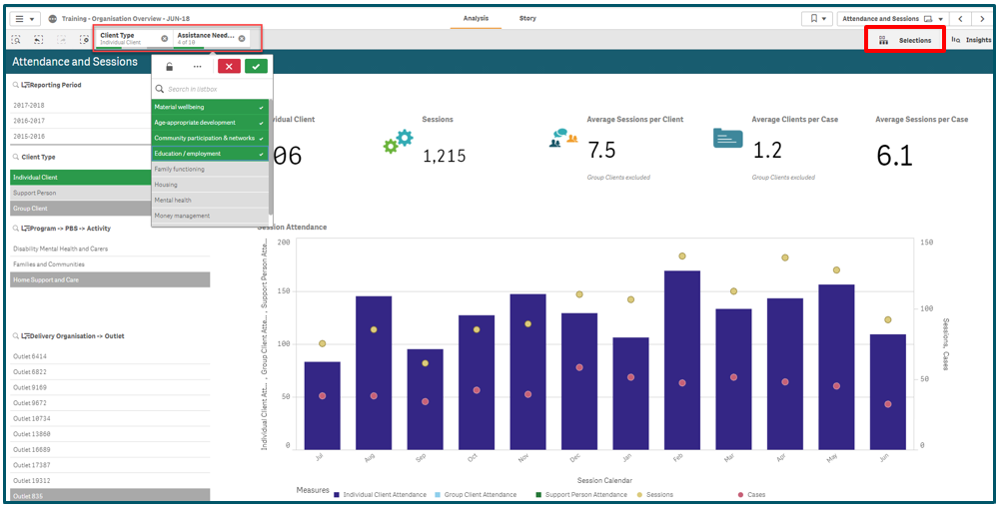 Training - Organisation Overview - JUN-18
Analysis
Story
Attendance and Sessions
Client Type
Individual Client
Assistance Need...
4 of 10
Selections
Insights
Attendance and Sessions
Search in listbox
Material wellbeing
Age-appropriate development
Community participation & networks
Education / employment
Family functioning
Housing
Mental health
Money management
Reporting Period
2017-2018
2016-2017
2015-2016
Client Type
Individual Client
Support Person
Group Client
Program -> PBS -> Activity
Disability Mental Health and Carers
Families and Communities
Home Support and Care
Delivery Organisation -> Outlet
Outlet 6414
Outlet 6822
Outlet 9169
Outlet 9672
Outlet 10734
Outlet 13860
Outlet 16689
Outlet 17387
Outlet 19312
Outlet 835
ividual Client
06
Sessions
1,215
Average Sessions per Client
7.5
Group Clients excluded
Average Clients per Case
1.2
Group Clients excluded
Average Sessions per Case
6.1
Session Attendance
Individual Client Att... , Group Client Atte... , Support Person Atte...
200
150
100
50
0
150
100
50
0
Sessions, Cases
Jul
Aug
Sep
Oct
Nov
Dec
Jan
Feb
Mar
Apr
May
Jun
Session Calendar
Measures
Individual Client Attendance
Group Client Attendance
Support Person Attendance
Sessions
Cases